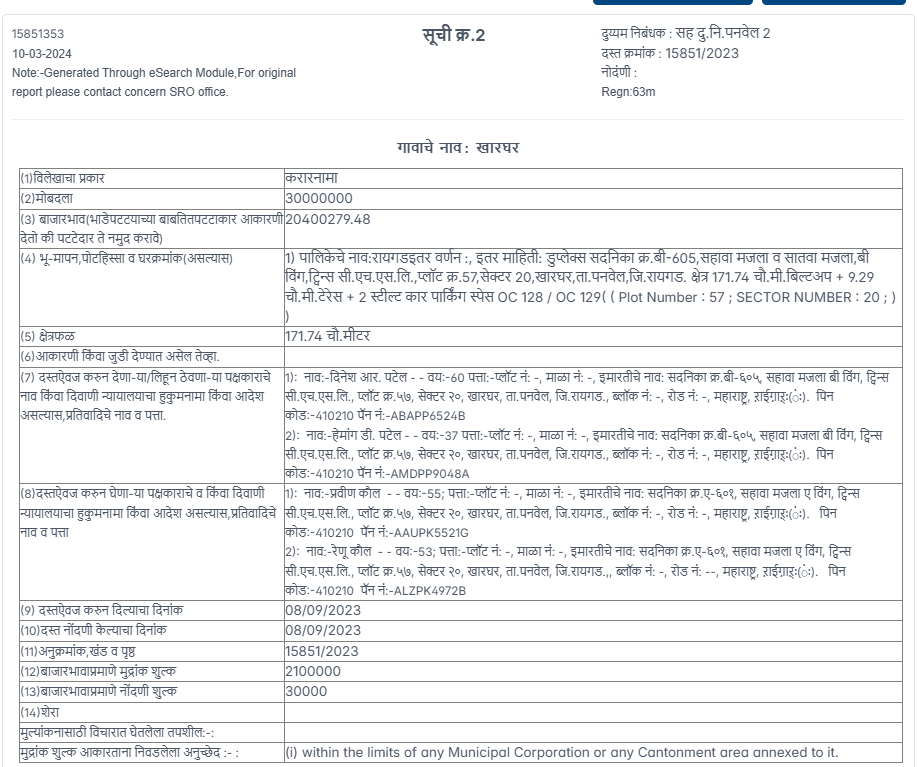 15851353
10-03-2024
Note:-Generated Through eSearch Module,For original
report please contact concern SRO office.
सूची क्र.2
दुय्यम निबंधक : सह दु.नि.पनवेल 2
दस्त क्रमांक : 15851/2023
नोदंणी :
Regn:63m
गावाचे नाव : खारघर
(1)विलेखाचा प्रकार
करारनामा
(2)मोबदला
30000000
(3) बाजारभाव(भाडेपटटयाच्या बाबतितपटटाकार आकारणी
देतो की पटटेदार ते नमुद करावे)
20400279.48
(4) भू-मापन,पोटहिस्सा व घरक्रमांक(असल्यास)
1) पालिकेचे नाव:रायगडइतर वर्णन :, इतर माहिती: डुप्लेक्स सदनिका क्र.बी-605,सहावा मजला व सातवा मजला,बी
विंग,ट्विन्स सी.एच.एस.लि.,प्लॉट क्र.57,सेक्टर 20,खारघर,ता.पनवेल,जि.रायगड. क्षेत्र 171.74 चौ.मी.बिल्टअप + 9.29
चौ.मी.टेरेस + 2 स्टील्ट कार पार्किंग स्पेस OC 128 / OC 129( ( Plot Number : 57 ; SECTOR NUMBER : 20 ; )
)
(5) क्षेत्रफळ
171.74 चौ.मीटर
(6)आकारणी किंवा जुडी देण्यात असेल तेव्हा.
(7) दस्तऐवज करुन देणा-या/लिहून ठेवणा-या पक्षकाराचे
नाव किंवा दिवाणी न्यायालयाचा हुकुमनामा किंवा आदेश
असल्यास,प्रतिवादिचे नाव व पत्ता.
1): नाव:-दिनेश आर. पटेल - - वय:-60 पत्ता:-प्लॉट नं: -, माळा नं: -, इमारतीचे नाव: सदनिका क्र.बी-६०५, सहावा मजला बी विंग, ट्विन्स
सी.एच.एस.लि., प्लॉट क्र.५७, सेक्टर २०, खारघर, ता.पनवेल, जि.रायगड., ब्लॉक नं: -, रोड नं: -, महाराष्ट्र, राईग़ाऱ्:(ं). पिन
कोड:-410210 पॅन नं:-ABAPP6524B
2): नाव:-हेमांग डी. पटेल - - वय:-37 पत्ता:-प्लॉट नं: -, माळा नं: -, इमारतीचे नाव: सदनिका क्र.बी-६०५, सहावा मजला बी विंग, ट्विन्स
सी.एच.एस.लि., प्लॉट क्र.५७, सेक्टर २०, खारघर, ता.पनवेल, जि.रायगड., ब्लॉक नं: -, रोड नं: -, महाराष्ट्र, राईग़ाऱ्:(ं). पिन
कोड:-410210 पॅन नं:-AMDPP9048A
(8)दस्तऐवज करुन घेणा-या पक्षकाराचे व किंवा दिवाणी
न्यायालयाचा हुकुमनामा किंवा आदेश असल्यास,प्रतिवादिचे
नाव व पत्ता
1): नाव:-प्रवीण कौल - - वय:-55; पत्ता:-प्लॉट नं: -, माळा नं: -, इमारतीचे नाव: सदनिका क्र.ए-६०१, सहावा मजला ए विंग, ट्विन्स
सी.एच.एस.लि., प्लॉट क्र.५७, सेक्टर २०, खारघर, ता.पनवेल, जि.रायगड., ब्लॉक नं: -, रोड नं: -, महाराष्ट्र, राईग़ाऱ्:(ं). पिन
कोड:-410210 पॅन नं:-AAUPK5521G
2): नाव:-रेणू कौल - - वय:-53; पत्ता:-प्लॉट नं: -, माळा नं: -, इमारतीचे नाव: सदनिका क्र.ए-६०१, सहावा मजला ए विंग, ट्विन्स
सी.एच.एस.लि., प्लॉट क्र.५७, सेक्टर २०, खारघर, ता.पनवेल, जि.रायगड.,, ब्लॉक नं: -, रोड नं: --, महाराष्ट्र, राईग़ाऱ्:(ं). पिन
कोड:-410210 पॅन नं:-ALZPK4972B
(9) दस्तऐवज करुन दिल्याचा दिनांक
08/09/2023
(10)दस्त नोंदणी केल्याचा दिनांक
08/09/2023
(11)अनुक्रमांक,खंड व पृष्ठ
15851/2023
(12)बाजारभावाप्रमाणे मुद्रांक शुल्क
2100000
(13)बाजारभावाप्रमाणे नोंदणी शुल्क
30000
(14)शेरा
मुल्यांकनासाठी विचारात घेतलेला तपशील:-:
मुद्रांक शुल्क आकारताना निवडलेला अनुच्छेद :- :
(i) within the limits of any Municipal Corporation or any Cantonment area annexed to it.